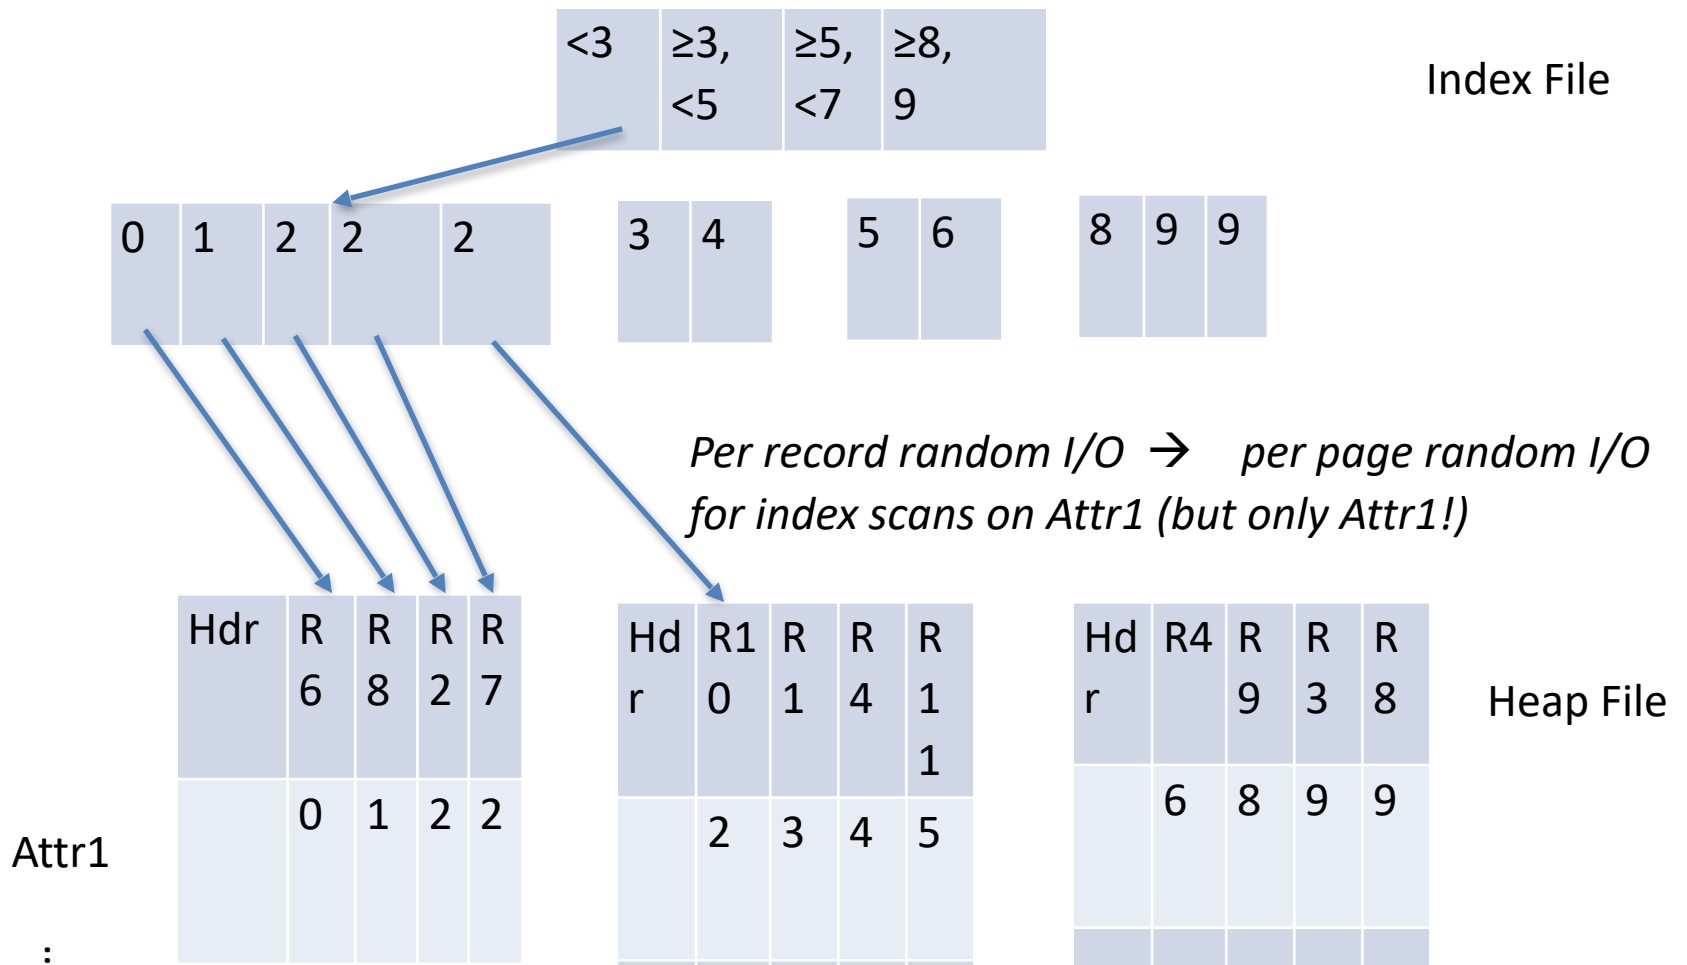 <3 ≥3, ≥5, ≥8,
<5 <7 9
Index File
0 1 2 2 2 3 4 5 6 8 9 9
Per record random I/O → per page random I/O
for index scans on Attr1 (but only Attr1!)
Hdr R R R R
6 8 2 7
Hd R1 R R R
r 0 1 4 1
1
Hd R4 R R R
r 9 3 8
Heap File
Attr1
0 1 2 2
2 3 4 5
6 8 9 9
: